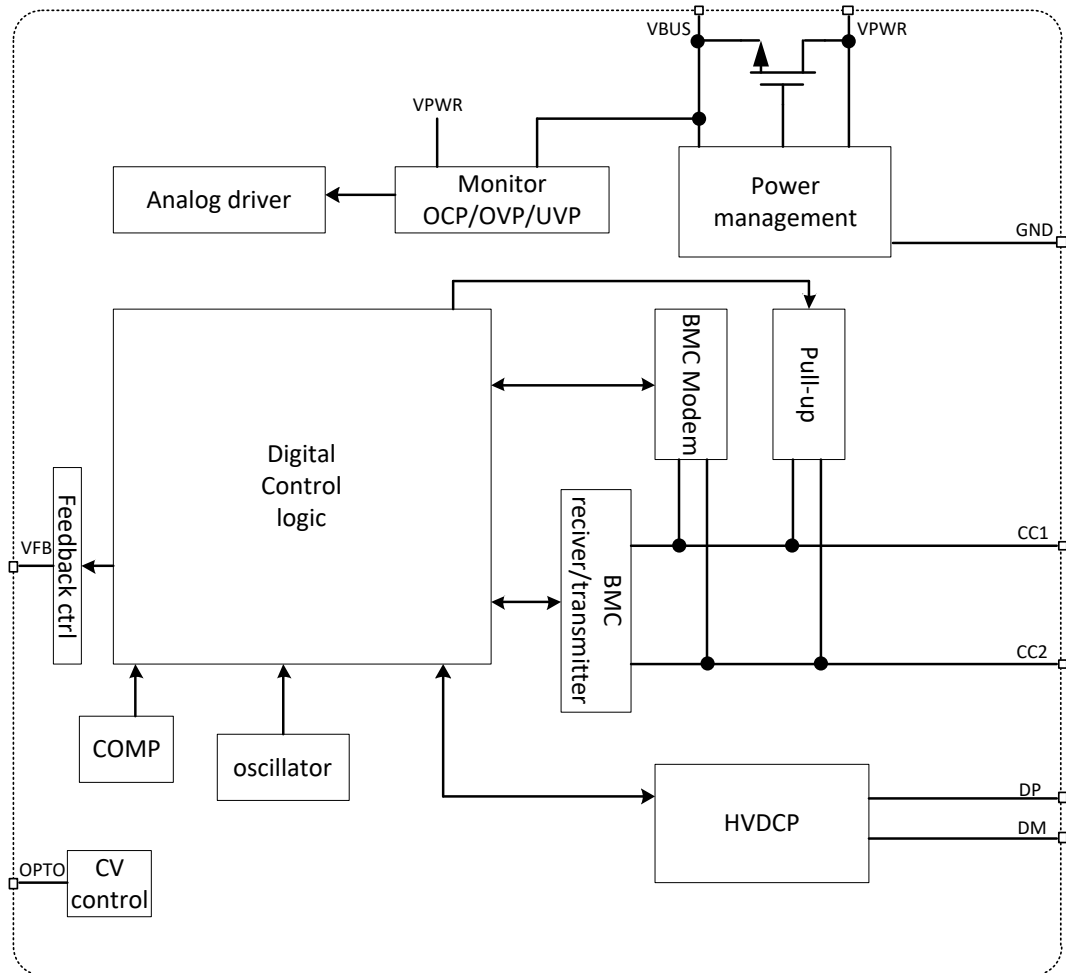 VBUS
VPWR
VPWR
Analog driver
Monitor
OCP/OVP/UVP
Power
management
GND
BMC Modem
Pull-up
Digital
Control
logic
Feedback ctrl
VFB
BMC
reciver/transmitter
CC1
CC2
COMP
oscillator
HVDCP
DP
DM
OPTO
CV
control